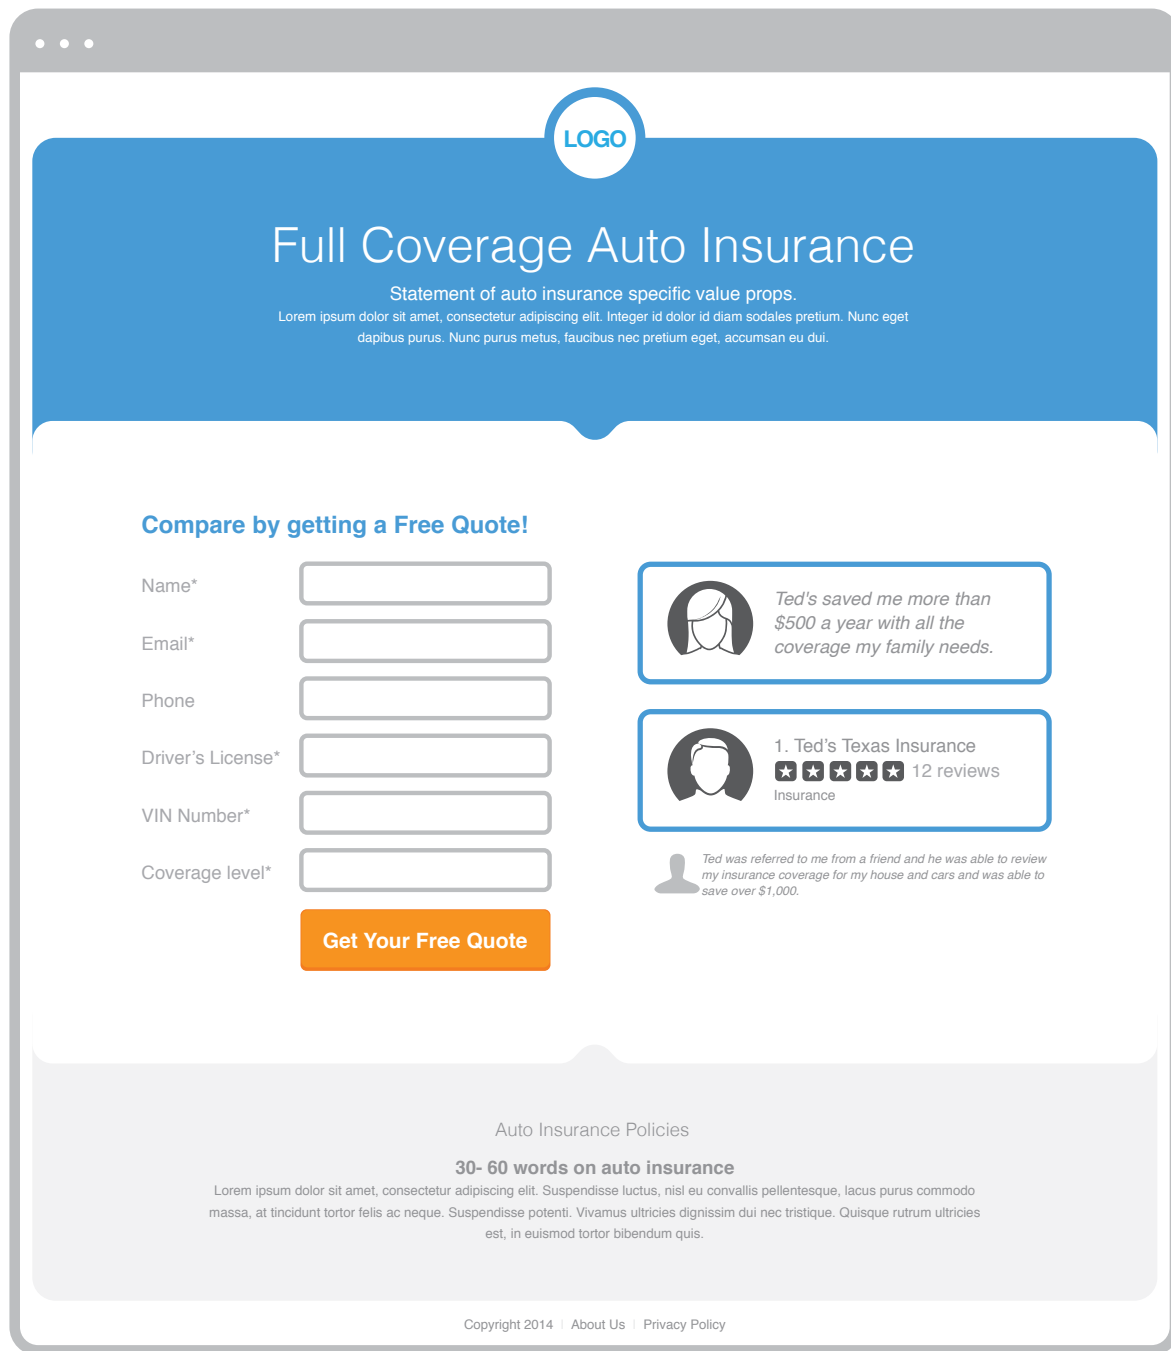 LOGO
Full Coverage Auto Insurance
Statement of auto insurance specific value props.
Lorem ipsum dolor sit amet, consectetur adipiscing elit. Integer id dolor id diam sodales pretium. Nunc eget
dapibus purus. Nunc purus metus, faucibus nec pretium eget, accumsan eu dui.
Compare by getting a Free Quote!
Name*
Email*
Phone
Driver’s License*
VIN Number*
Coverage level*
Get Your Free Quote
Ted's saved me more than
$500 a year with all the
coverage my family needs.
1. Ted’s Texas Insurance
12 reviews
Insurance
Ted was referred to me from a friend and he was able to review
my insurance coverage for my house and cars and was able to
save over $1,000.
Auto Insurance Policies
30- 60 words on auto insurance
Lorem ipsum dolor sit amet, consectetur adipiscing elit. Suspendisse luctus, nisl eu convallis pellentesque, lacus purus commodo
massa, at tincidunt tortor felis ac neque. Suspendisse potenti. Vivamus ultricies dignissim dui nec tristique. Quisque rutrum ultricies
est, in euismod tortor bibendum quis.
Copyright 2014 | About Us | Privacy Policy